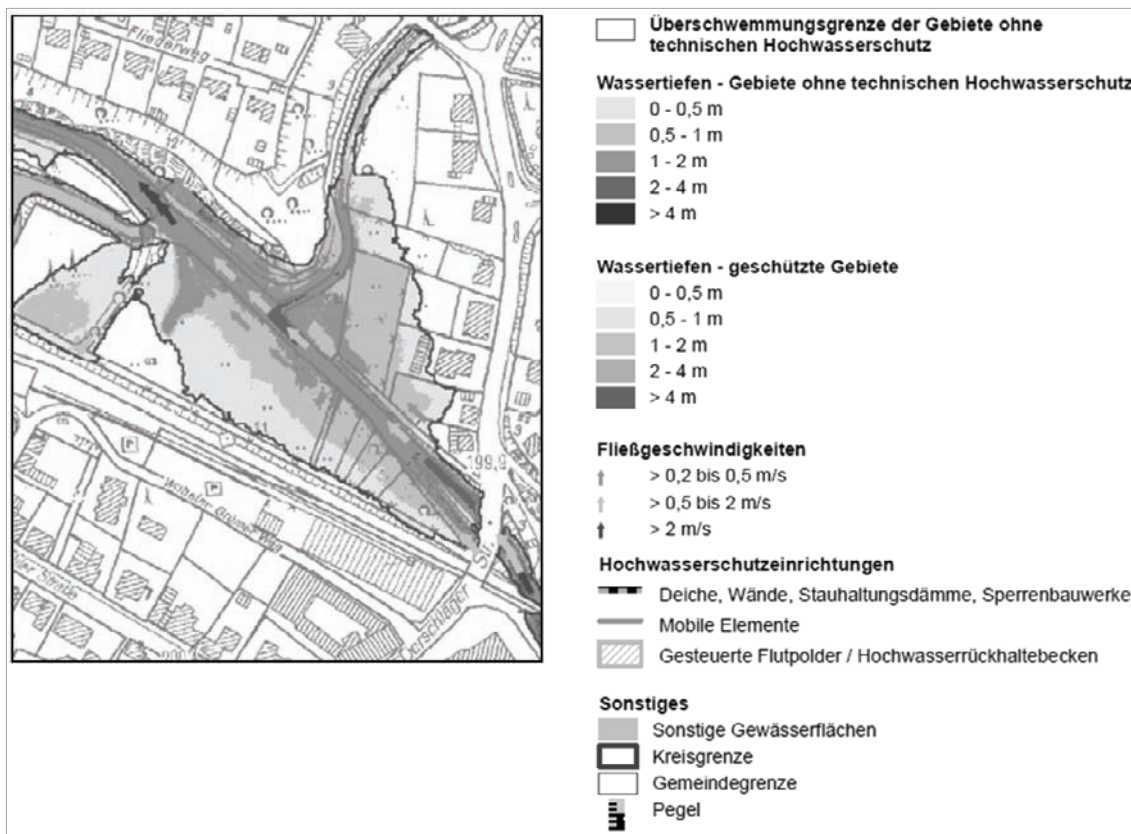 Fliederweg
199,9
P
P
Str.
Straße
Überschwemmungsgrenze der Gebiete ohne
technischen Hochwasserschutz
Wassertiefen - Gebiete ohne technischen Hochwasserschutz
0 - 0,5 m
0,5 - 1 m
1 - 2 m
2 - 4 m
> 4 m
Wassertiefen - geschützte Gebiete
0 - 0,5 m
0,5 - 1 m
1 - 2 m
2 - 4 m
> 4 m
Fließgeschwindigkeiten
> 0,2 bis 0,5 m/s
> 0,5 bis 2 m/s
> 2 m/s
Hochwasserschutzeinrichtungen
Deiche, Wände, Stauhaltungsdämme, Sperrenbauwerke
Mobile Elemente
Gesteuerte Flutpolder / Hochwasserrückhaltebecken
Sonstiges
Sonstige Gewässerflächen
Kreisgrenze
Gemeindegrenze
Pegel